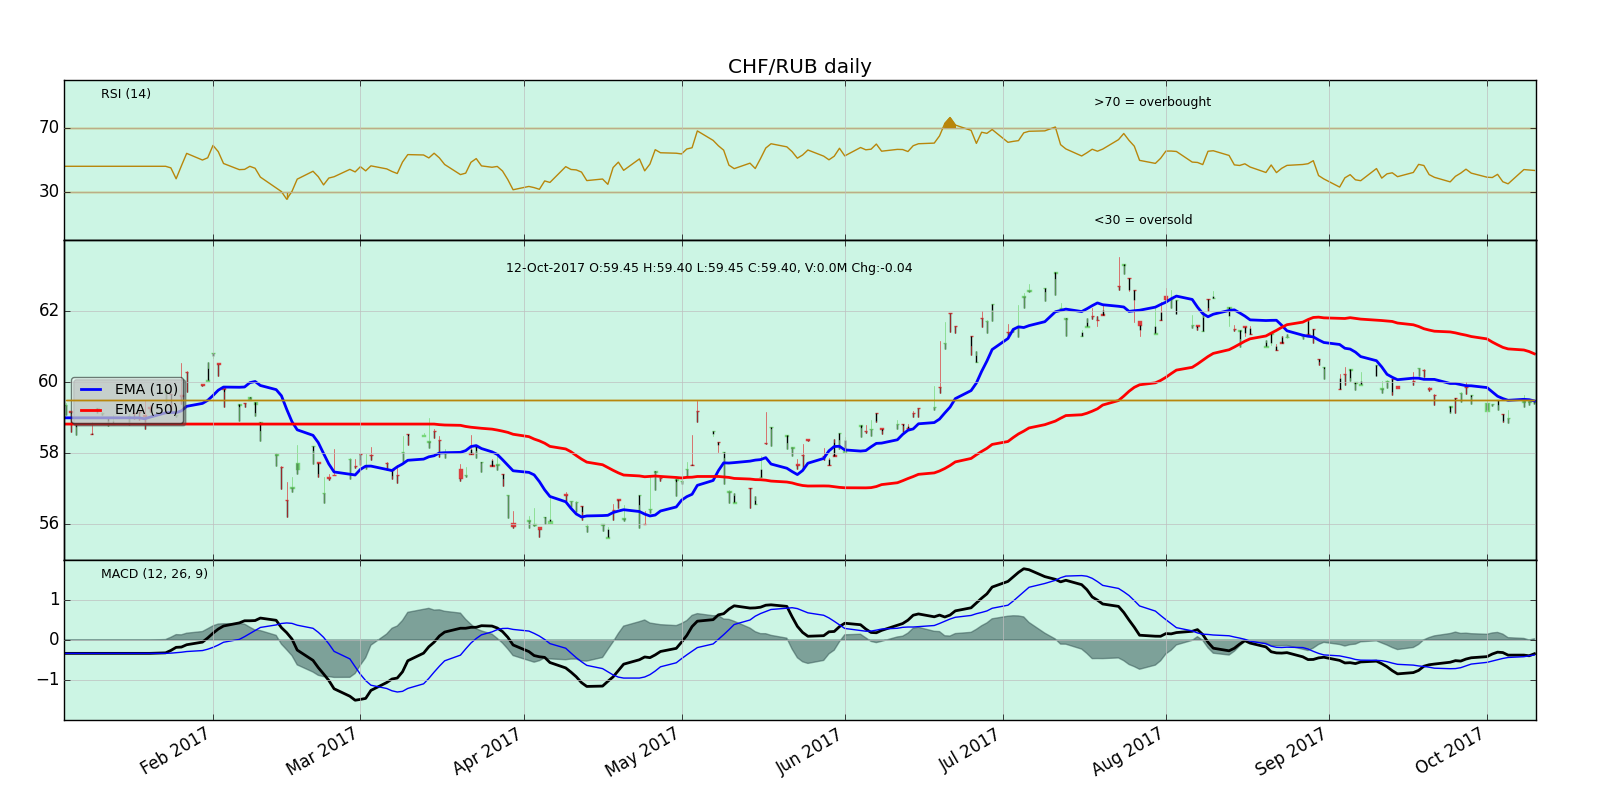 CHF/RUB daily
RSI (14)
>70 = overbought
70
30
<30 = oversold
12-Oct-2017 O:59.45 H:59.40 L:59.45 C:59.40, V:0.0M Chg:-0.04
62
60
58
56
EMA (10)
EMA (50)
MACD (12, 26, 9)
1
0
−1
Feb 2017
Mar 2017
Apr 2017
May 2017
Jun 2017
Jul 2017
Aug 2017
Sep 2017
Oct 2017